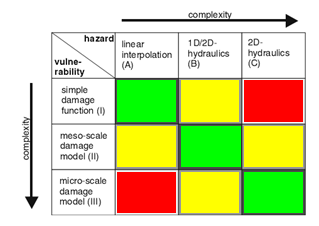 complexity
hazard
vulne-
rability
linear
interpolation
(A)
1D/2D-
hydraulics
(B)
2D-
hydraulics
(C)
complexity
simple
damage
function (I)
meso-scale
damage
model (II)
micro-scale
damage
model (III)